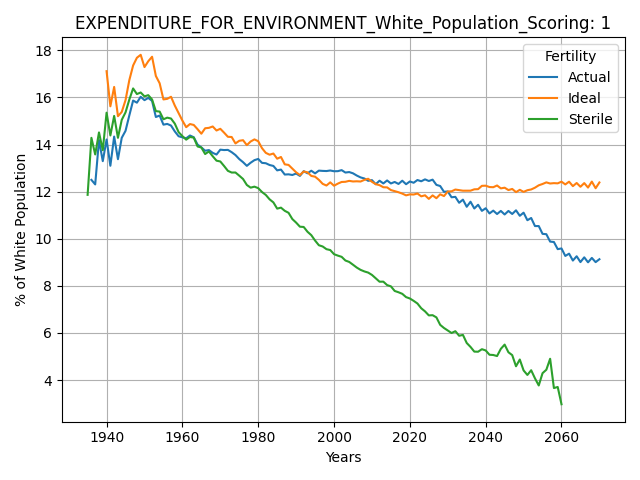 EXPENDITURE_FOR_ENVIRONMENT_White_Population_Scoring: 1
Fertility
Actual
Ideal
Sterile
% of White Population
18
16
14
12
10
8
6
4
1940 1960 1980 2000 2020 2040 2060
Years